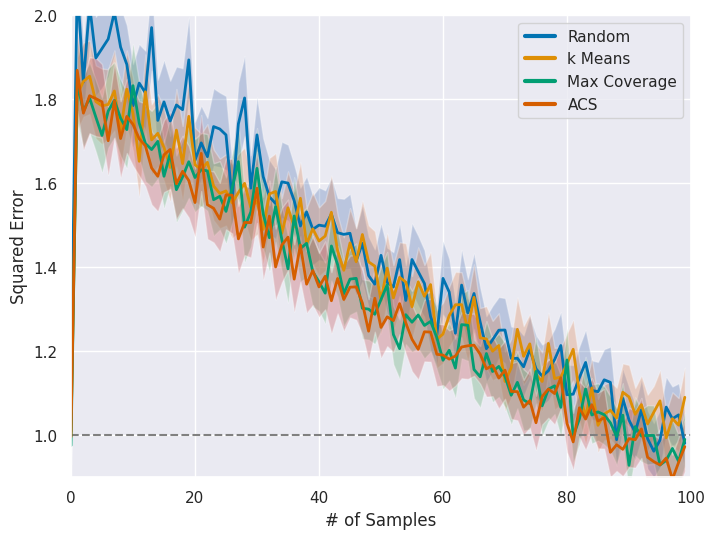 2.0
1.8
1.6
1.4
1.2
1.0
Squared Error
0
20
40
60
80
100
# of Samples
Random
k Means
Max Coverage
ACS